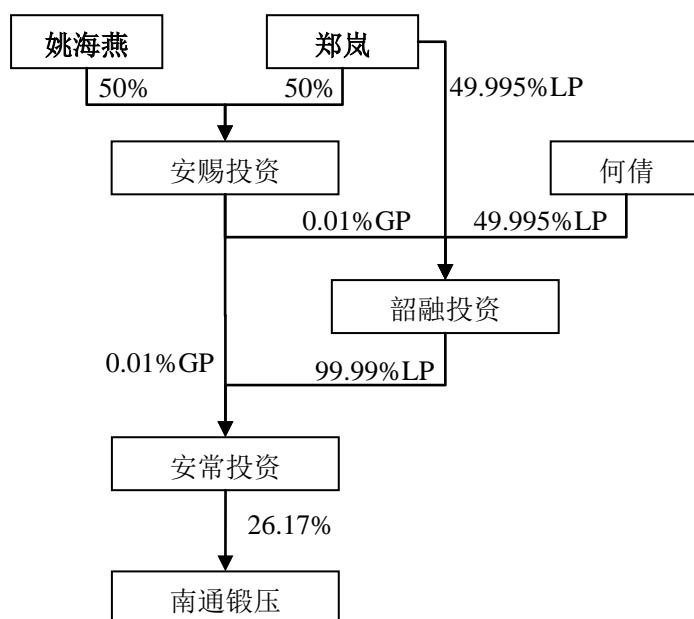 姚海燕
郑岚
50%
50%
49.995%LP
安赐投资
何倩
0.01%GP
49.995%LP
韶融投资
0.01%GP
99.99%LP
安常投资
26.17%
南通锻压